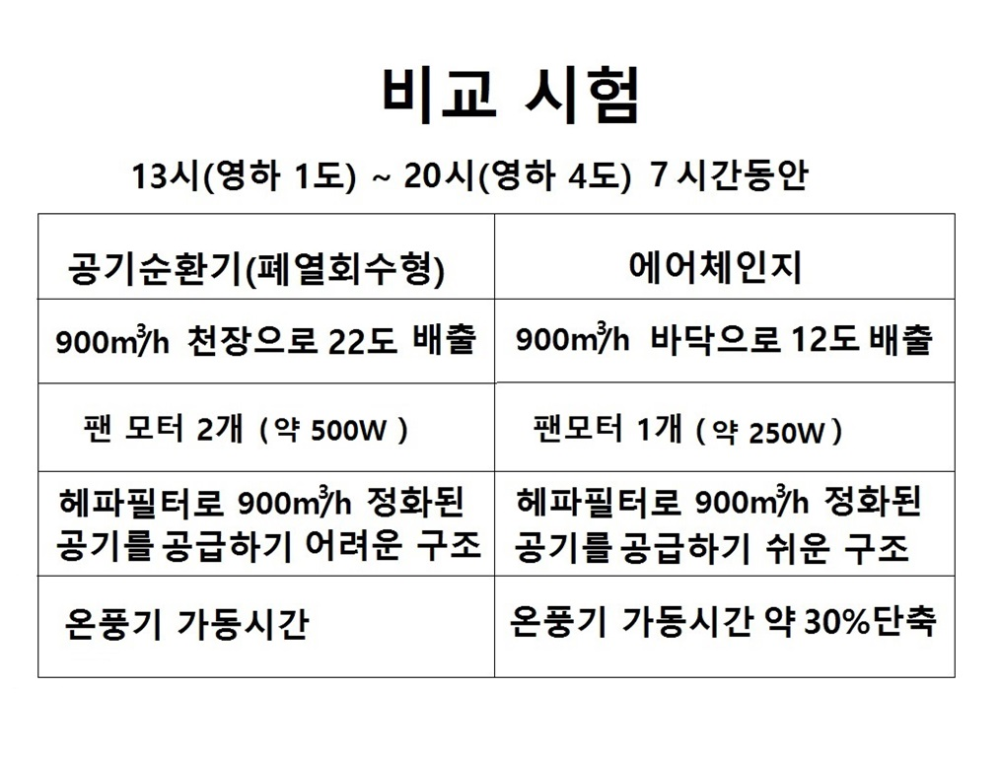 비교 시험
13시(영하 1도) ~ 20시(영하 4도) 7시간동안
공기순환기(폐열회수형)
에어체인지
900m³/h 천장으로 22도 배출
900m³/h 바닥으로 12도 배출
팬 모터 2개 (약 500W )
팬모터 1개 (약 250W)
헤파필터로 900m³/h 정화된
공기를 공급하기 어려운 구조
헤파필터로 900m³/h 정화된
공기를 공급하기 쉬운 구조
온풍기 가동시간
온풍기 가동시간 약 30%단축